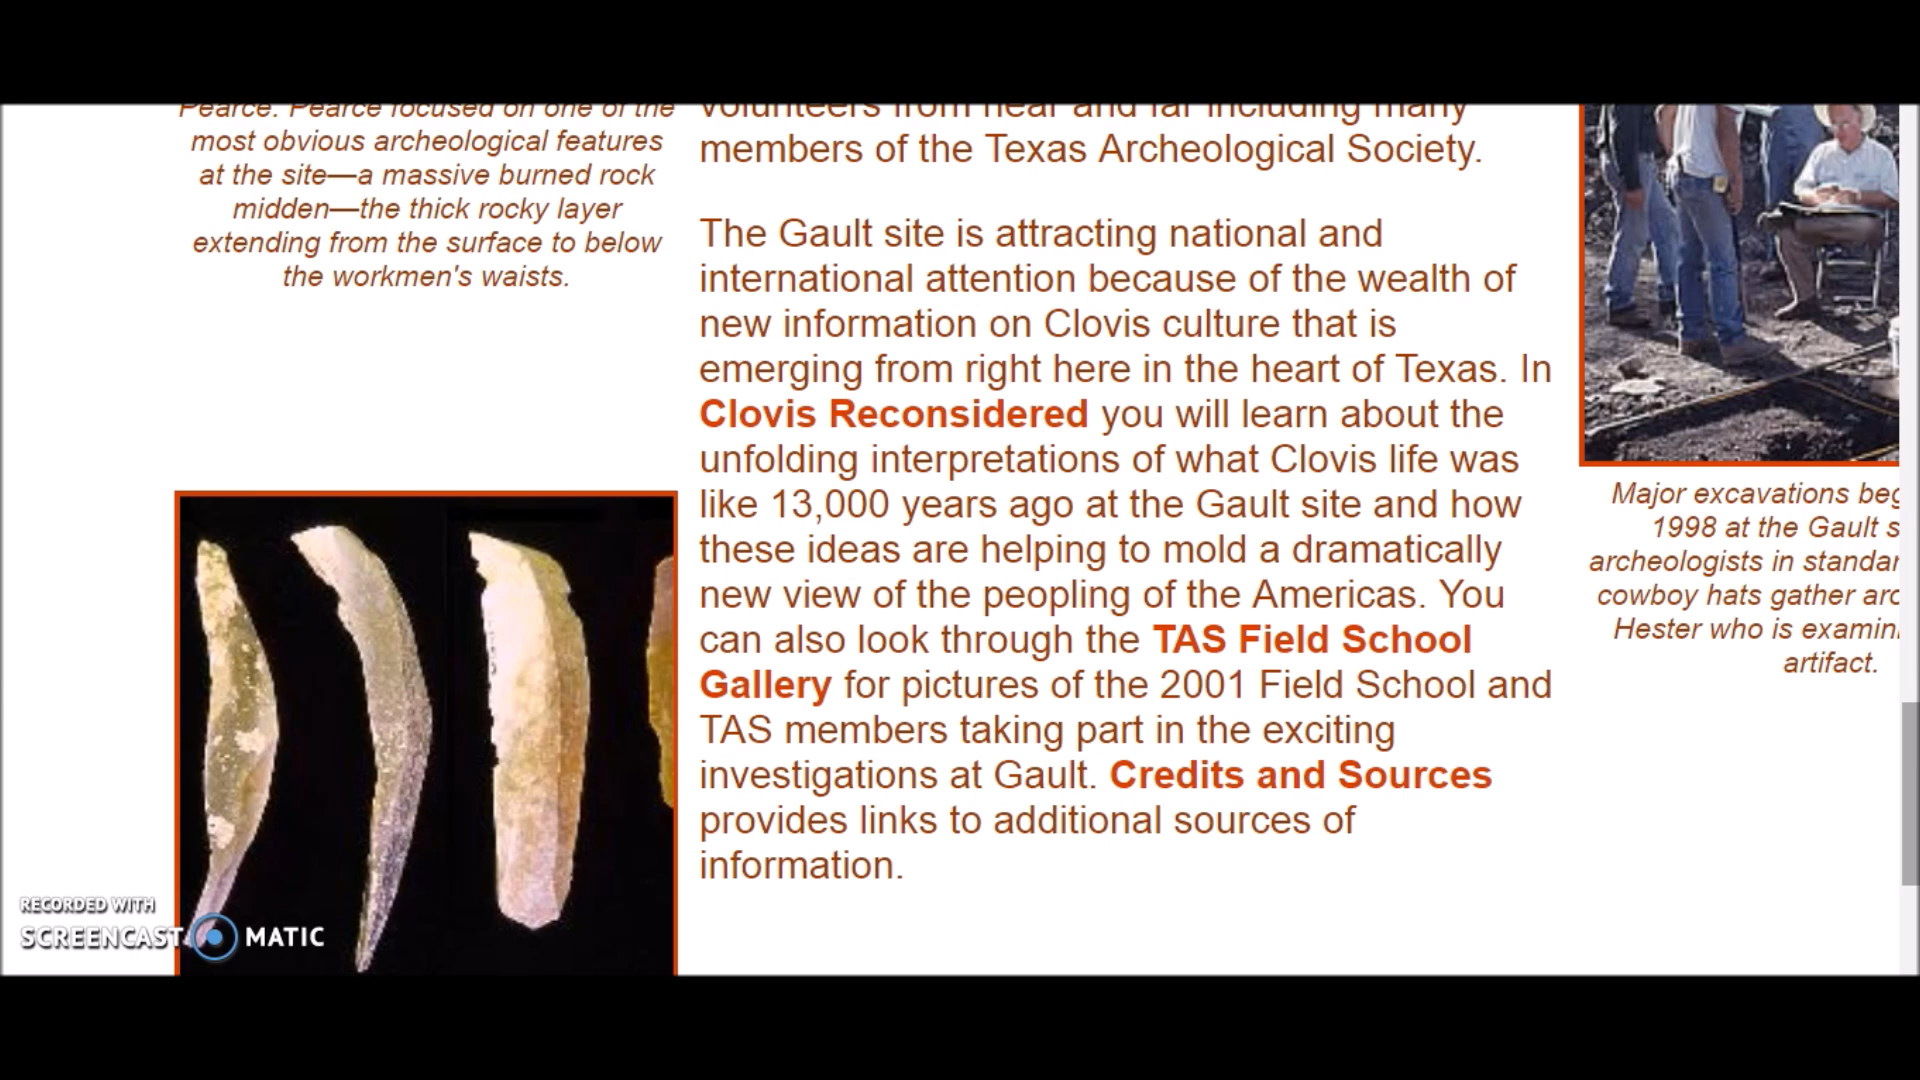 Pearce. Pearce focused on one of the
most obvious archeological features
at the site—a massive burned rock
midden—the thick rocky layer
extending from the surface to below
the workmen's waists.
volunteers from near and far including many
members of the Texas Archeological Society.
The Gault site is attracting national and
international attention because of the wealth of
new information on Clovis culture that is
emerging from right here in the heart of Texas. In
Clovis Reconsidered you will learn about the
unfolding interpretations of what Clovis life was
like 13,000 years ago at the Gault site and how
these ideas are helping to mold a dramatically
new view of the peopling of the Americas. You
can also look through the TAS Field School
Gallery for pictures of the 2001 Field School and
TAS members taking part in the exciting
investigations at Gault. Credits and Sources
provides links to additional sources of
information.
Major excavations
1998 at the Gault
archeologists in
cowboy hats gather
Hester who is
artifact.
RECORDED WITH
SCREENCAST MATIC